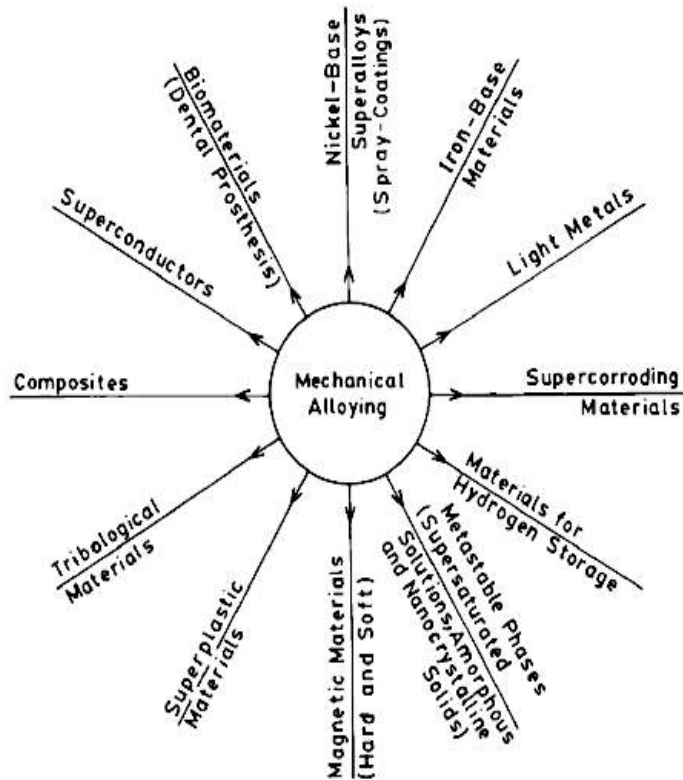 Nickel-Base
Superalloys
(Spray-Coatings)
Iron-Base
Materials
Light Metals
Supercorroding
Materials
Materials for
Hydrogen Storage
Metastable Phases
(Supersaturated
Solutions, Amorphous
and Nanocrystalline
Solids)
Magnetic Materials
(Hard and Soft)
Superplastic
Materials
Tribological
Materials
Composites
Superconductors
Biomaterials
(Dental Prosthesis)
Mechanical
Alloying